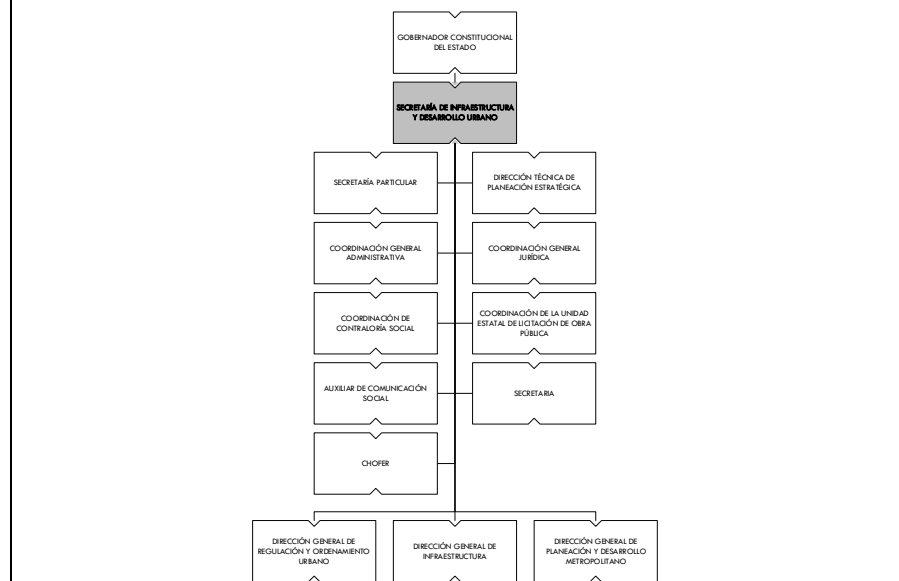 GOBERNADOR CONSTITUCIONAL
DEL ESTADO
SECRETARÍA DE INFRAESTRUCTURA
Y DESARROLLO URBANO
SECRETARÍA PARTICULAR
DIRECCIÓN TÉCNICA DE
PLANEACIÓN ESTRATÉGICA
COORDINACIÓN GENERAL
ADMINISTRATIVA
COORDINACIÓN GENERAL
JURÍDICA
COORDINACIÓN DE
CONTRALORÍA SOCIAL
COORDINACIÓN DE LA UNIDAD
ESTATAL DE LICITACIÓN DE OBRA
PÚBLICA
AUXILIAR DE COMUNICACIÓN
SOCIAL
SECRETARIA
CHOFER
DIRECCIÓN GENERAL DE
REGULACIÓN Y ORDENAMIENTO
URBANO
DIRECCIÓN GENERAL DE
INFRAESTRUCTURA
DIRECCIÓN GENERAL DE
PLANEACIÓN Y DESARROLLO
METROPOLITANO